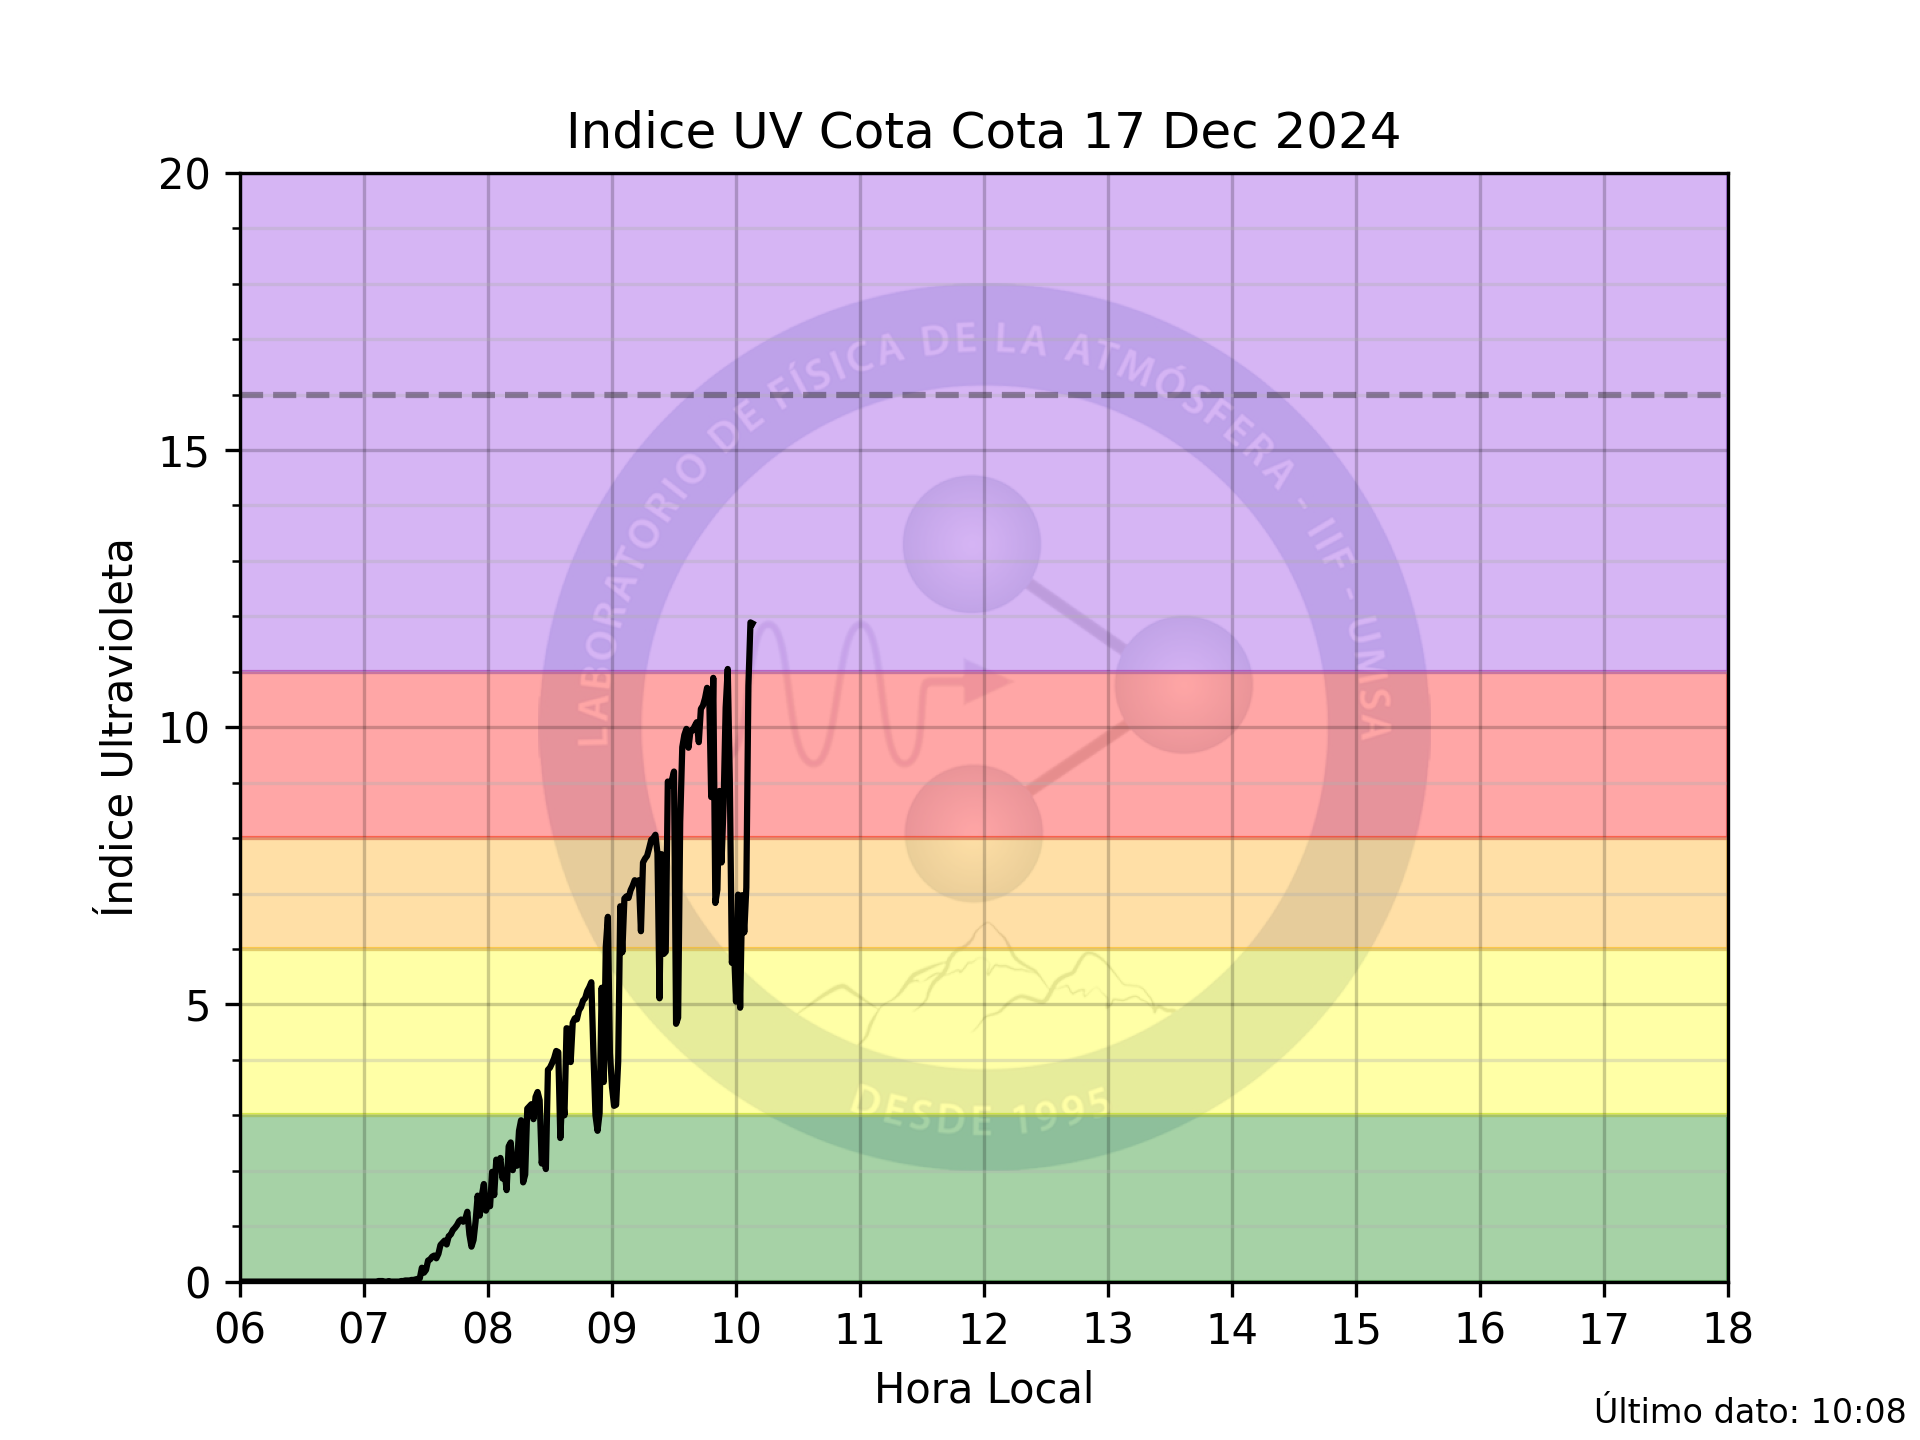 Indice UV Cota Cota 17 Dec 2024
20
15
10
5
0
Índice Ultravioleta
LABORATORIO DE FÍSICA DE LA ATMÓSFERA - IIF - UMSA
DESDE 1995
06 07 08 09 10 11 12 13 14 15 16 17 18
Hora Local
Último dato: 10:08